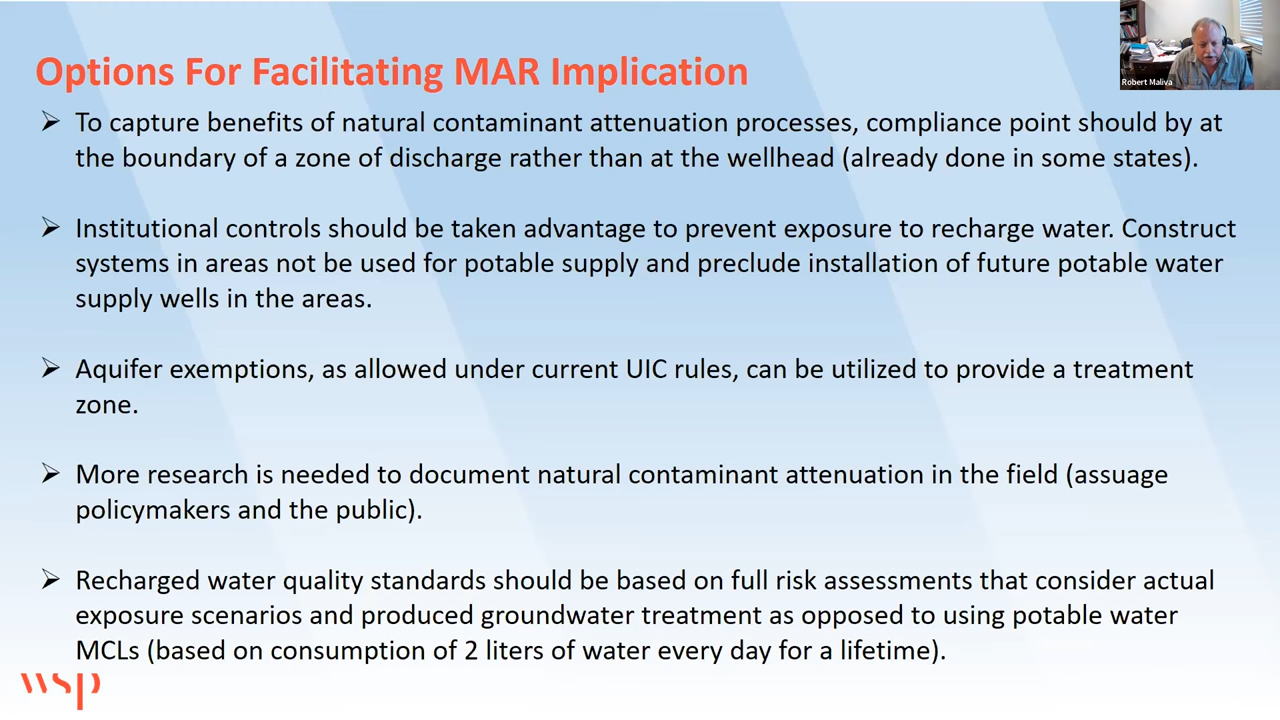 Options For Facilitating MAR Implication
Robert Maliva
➤ To capture benefits of natural contaminant attenuation processes, compliance point should by at
the boundary of a zone of discharge rather than at the wellhead (already done in some states).
➤ Institutional controls should be taken advantage to prevent exposure to recharge water. Construct
systems in areas not be used for potable supply and preclude installation of future potable water
supply wells in the areas.
➤ Aquifer exemptions, as allowed under current UIC rules, can be utilized to provide a treatment
zone.
➤ More research is needed to document natural contaminant attenuation in the field (assuage
policymakers and the public).
➤ Recharged water quality standards should be based on full risk assessments that consider actual
exposure scenarios and produced groundwater treatment as opposed to using potable water
MCLs (based on consumption of 2 liters of water every day for a lifetime).
wsp